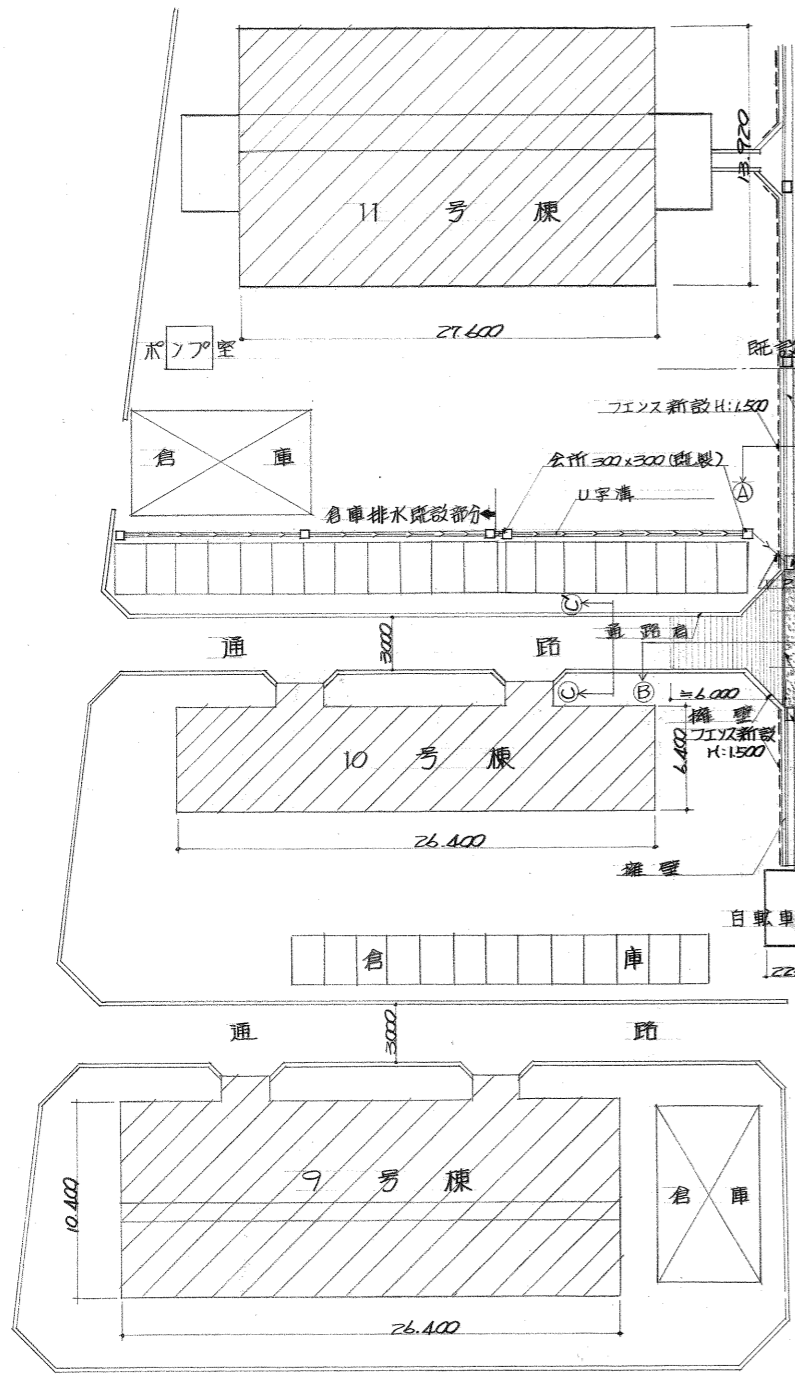 13.920
11 号 棟
27.600
ポンプ室
既設
フエンス新設 H:1.500
倉 庫
会所 300×300 (既製)
U字溝
A
倉庫排水既設部分
C'
通 路
3000
通 路 肩
C
B
≒6.000
擁 壁
フエンス新設
H:1.500
10 号 棟
6.400
26.400
擁 壁
自転車
倉 庫
通 路
3000
9 号 棟
10.400
倉 庫
26.400